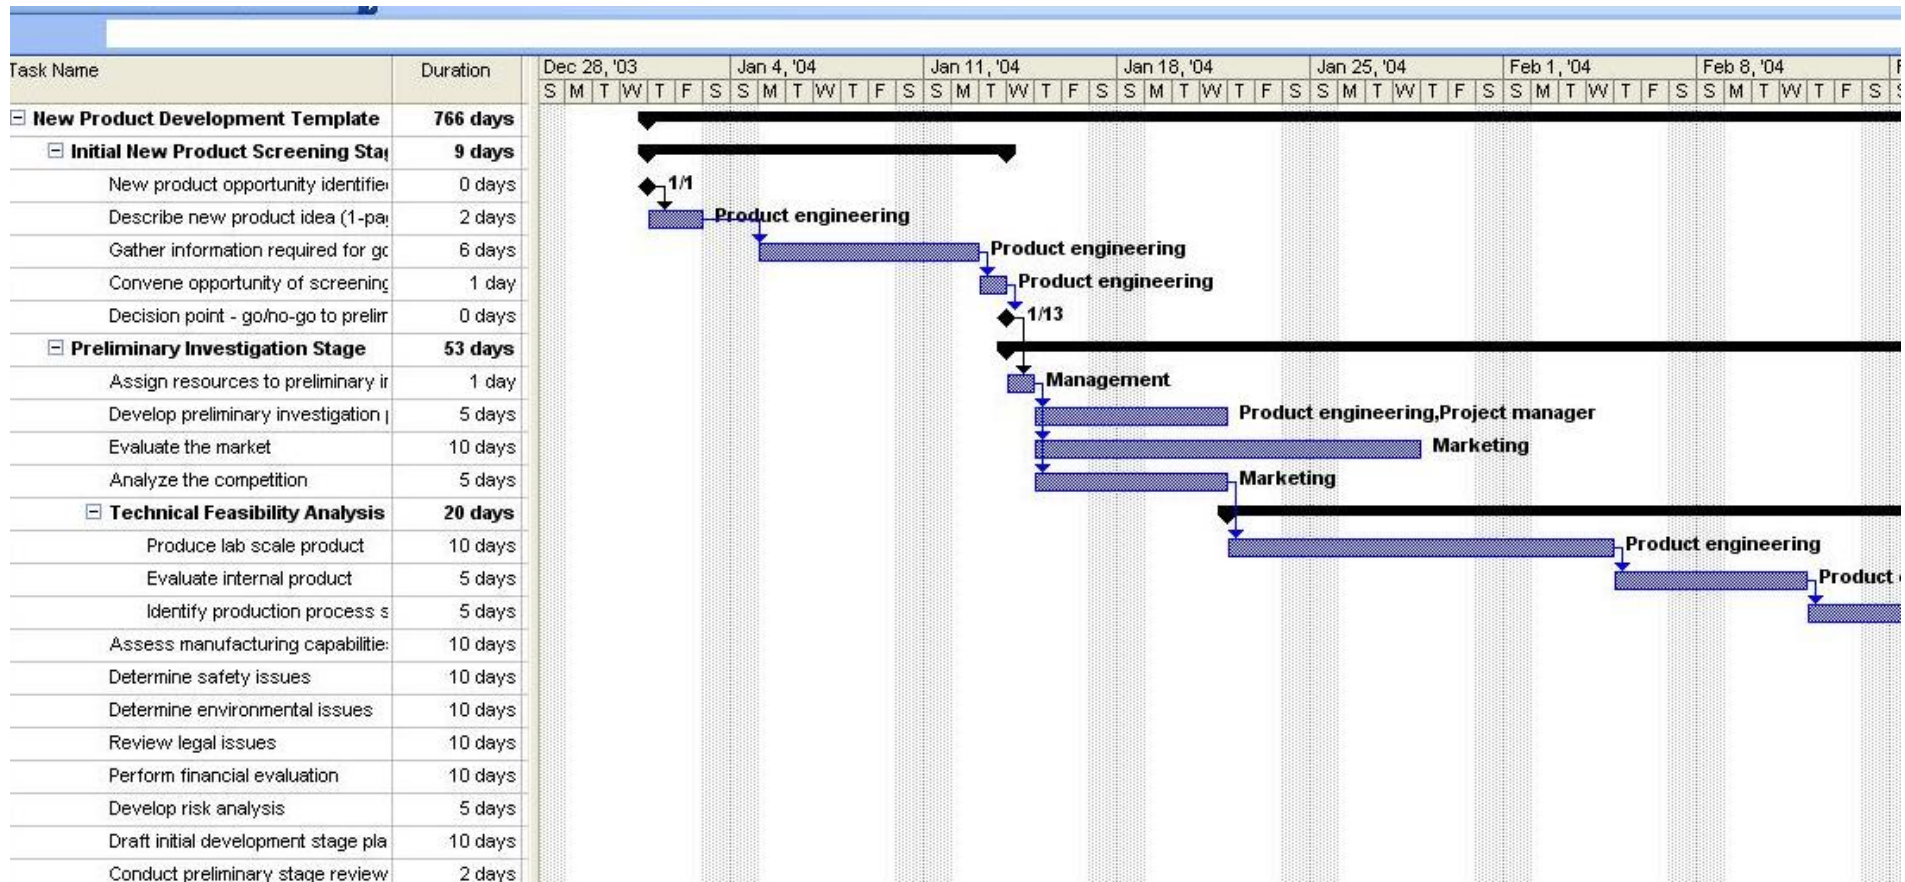 Task Name Duration Dec 28, '03 Jan 4, '04 Jan 11, '04 Jan 18, '04 Jan 25, '04 Feb 1, '04 Feb 8, '04
S M T W T F S S M T W T F S S M T W T F S S M T W T F S S M T W T F S S M T W T F S S M T W T F S
New Product Development Template 766 days
Initial New Product Screening Sta 9 days
New product opportunity identifie 0 days 1/1
Describe new product idea (1-pa 2 days Product engineering
Gather information required for gc 6 days Product engineering
Convene opportunity of screening 1 day Product engineering
Decision point - go/no-go to prelim 0 days 1/13
Preliminary Investigation Stage 53 days
Assign resources to preliminary ir 1 day Management
Develop preliminary investigation 5 days Product engineering,Project manager
Evaluate the market 10 days Marketing
Analyze the competition 5 days Marketing
Technical Feasibility Analysis 20 days
Produce lab scale product 10 days Product engineering
Evaluate internal product 5 days Product
Identify production process s 5 days
Assess manufacturing capabilitie 10 days
Determine safety issues 10 days
Determine environmental issues 10 days
Review legal issues 10 days
Perform financial evaluation 10 days
Develop risk analysis 5 days
Draft initial development stage pla 10 days
Conduct preliminary stage review 2 days